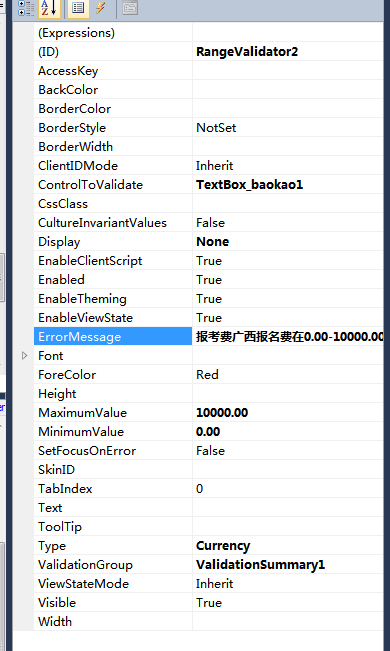 (Expressions)
(ID) RangeValidator2
AccessKey
BackColor
BorderColor
BorderStyle NotSet
BorderWidth
ClientIDMode Inherit
ControlToValidate TextBox_baokao1
CssClass
CultureInvariantValues False
Display None
EnableClientScript True
Enabled True
EnableTheming True
EnableViewState True
ErrorMessage 报考费广西报名费在0.00-10000.00
Font
ForeColor Red
Height
MaximumValue 10000.00
MinimumValue 0.00
SetFocusOnError False
SkinID
TabIndex 0
Text
ToolTip
Type Currency
ValidationGroup ValidationSummary1
ViewStateMode Inherit
Visible True
Width